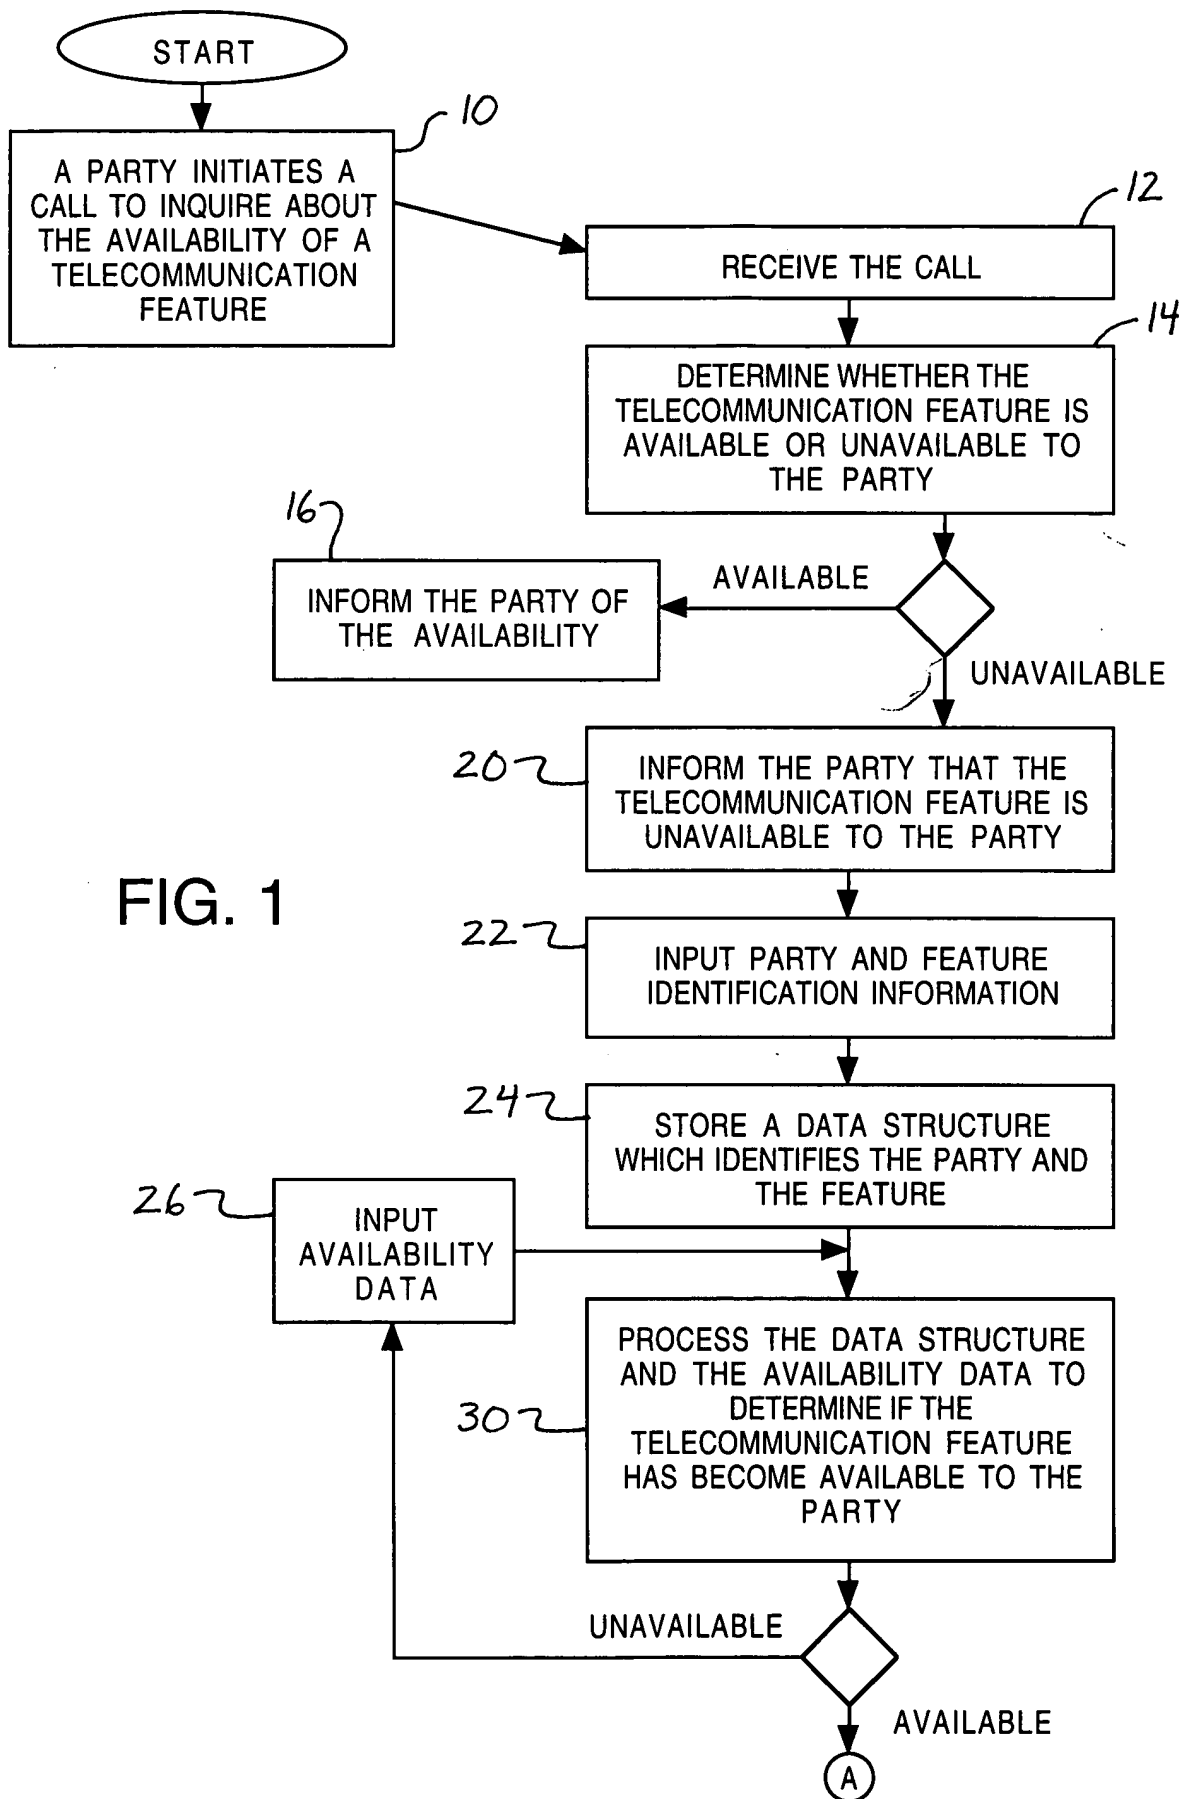 START
10
A PARTY INITIATES A
CALL TO INQUIRE ABOUT
THE AVAILABILITY OF A
TELECOMMUNICATION
FEATURE
12
RECEIVE THE CALL
14
DETERMINE WHETHER THE
TELECOMMUNICATION FEATURE IS
AVAILABLE OR UNAVAILABLE TO
THE PARTY
16
INFORM THE PARTY OF
THE AVAILABILITY
AVAILABLE
UNAVAILABLE
20
INFORM THE PARTY THAT THE
TELECOMMUNICATION FEATURE IS
UNAVAILABLE TO THE PARTY
FIG. 1
22
INPUT PARTY AND FEATURE
IDENTIFICATION INFORMATION
24
STORE A DATA STRUCTURE
WHICH IDENTIFIES THE PARTY AND
THE FEATURE
26
INPUT
AVAILABILITY
DATA
30
PROCESS THE DATA STRUCTURE
AND THE AVAILABILITY DATA TO
DETERMINE IF THE
TELECOMMUNICATION FEATURE
HAS BECOME AVAILABLE TO THE
PARTY
UNAVAILABLE
AVAILABLE
A